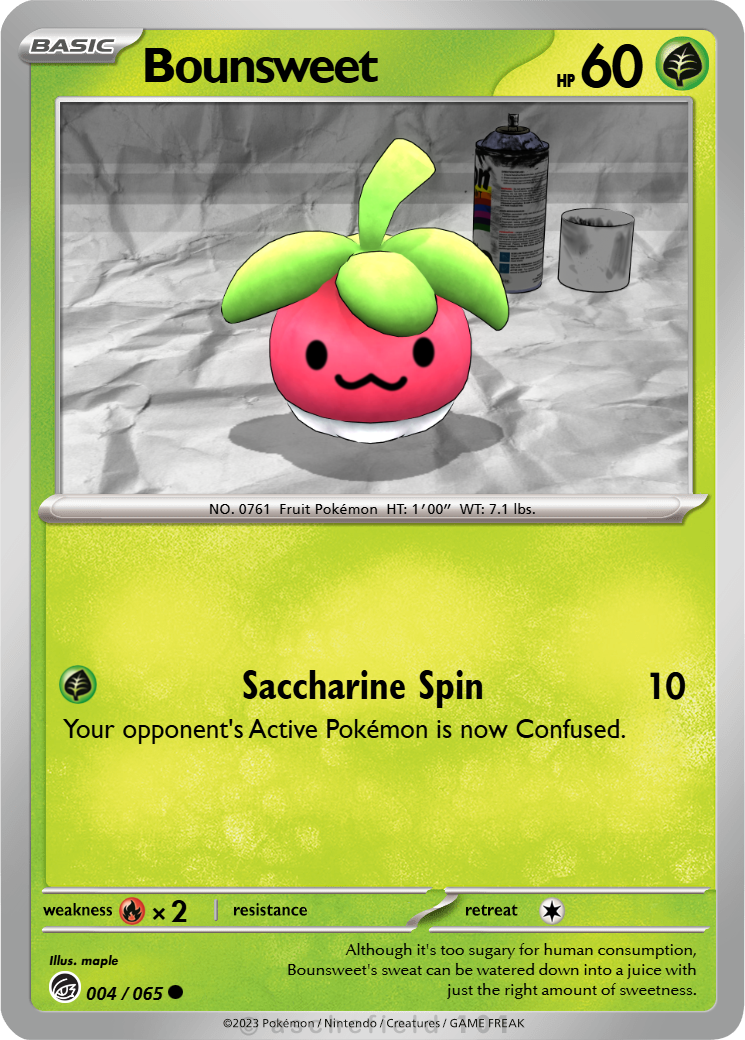 BASIC
Bounsweet
HP 60
NO. 0761 Fruit Pokémon HT: 1'00" WT: 7.1 lbs.
Saccharine Spin 10
Your opponent's Active Pokémon is now Confused.
weakness × 2 resistance retreat
Illus. maple
Although it's too sugary for human consumption,
Bounsweet's sweat can be watered down into a juice with
just the right amount of sweetness.
004 / 065
©2023 Pokémon / Nintendo / Creatures / GAME FREAK